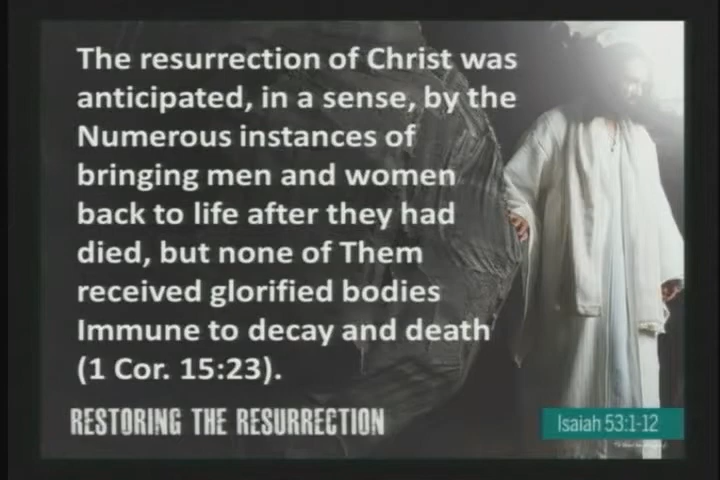 The resurrection of Christ was
anticipated, in a sense, by the
Numerous instances of
bringing men and women
back to life after they had
died, but none of Them
received glorified bodies
Immune to decay and death
(1 Cor. 15:23).
RESTORING THE RESURRECTION
Isaiah 53:1-12